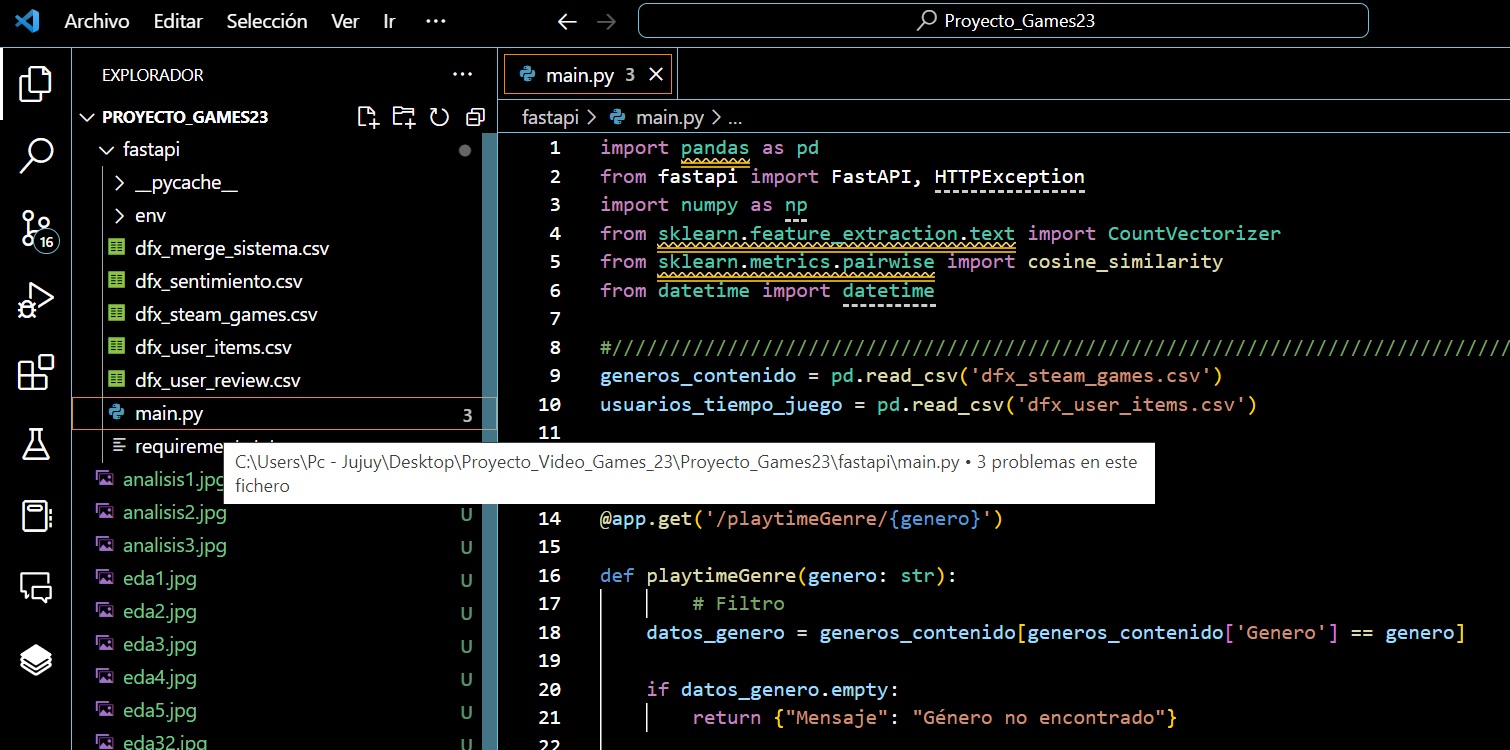 Archivo Editar Selección Ver Ir ··· Proyecto_Games23
EXPLORADOR ···
PROYECTO_GAMES23
fastapi
__pycache__
env
dfx_merge_sistema.csv
dfx_sentimiento.csv
dfx_steam_games.csv
dfx_user_items.csv
dfx_user_review.csv
main.py 3
analisis1.jpg
analisis2.jpg U
analisis3.jpg U
eda1.jpg U
eda2.jpg U
eda3.jpg U
eda4.jpg U
eda5.jpg U
eda32.jpg U
16
main.py 3
fastapi > main.py > ...
1 import pandas as pd
2 from fastapi import FastAPI, HTTPException
3 import numpy as np
4 from sklearn.feature_extraction.text import CountVectorizer
5 from sklearn.metrics.pairwise import cosine_similarity
6 from datetime import datetime
7
8 #////////////////////////////////////////////////////////////////////////////
9 generos_contenido = pd.read_csv('dfx_steam_games.csv')
10 usuarios_tiempo_juego = pd.read_csv('dfx_user_items.csv')
11
C:\Users\Pc - Jujuy\Desktop\Proyecto_Video_Games_23\Proyecto_Games23\fastapi\main.py • 3 problemas en este
fichero
14 @app.get('/playtimeGenre/{genero}')
15
16 def playtimeGenre(genero: str):
17 # Filtro
18 datos_genero = generos_contenido[generos_contenido['Genero'] == genero]
19
20 if datos_genero.empty:
21 return {"Mensaje": "Género no encontrado"}
22